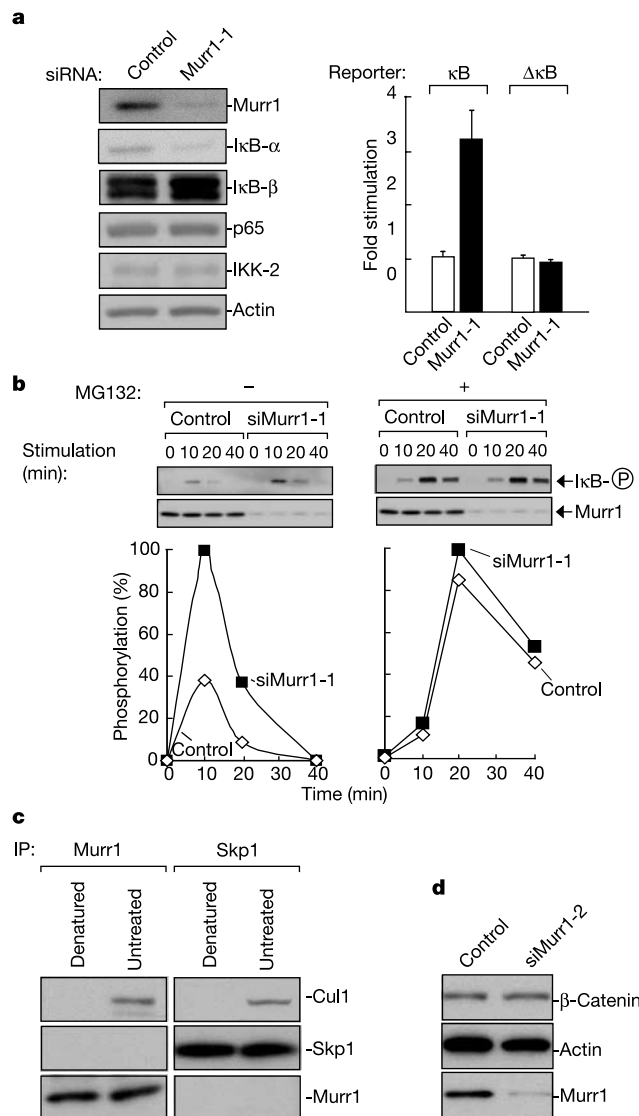 a
siRNA: Control Murr1-1
-Murr1
-IκB-α
-IκB-β
-p65
-IKK-2
-Actin
Reporter: κB ΔκB
Fold stimulation
4
3
2
1
0
Control Murr1-1 Control Murr1-1
b
MG132: – +
Control siMurr1-1 Control siMurr1-1
Stimulation (min): 0 10 20 40 0 10 20 40 0 10 20 40 0 10 20 40
IκB-Ⓟ
Murr1
Phosphorylation (%)
100
80
60
40
20
0
siMurr1-1
Control
0 10 20 30 40
siMurr1-1
Control
0 10 20 30 40
Time (min)
c
IP: Murr1 Skp1
Denatured Untreated Denatured Untreated
-Cul1
-Skp1
-Murr1
d
Control siMurr1-2
β-Catenin
Actin
Murr1